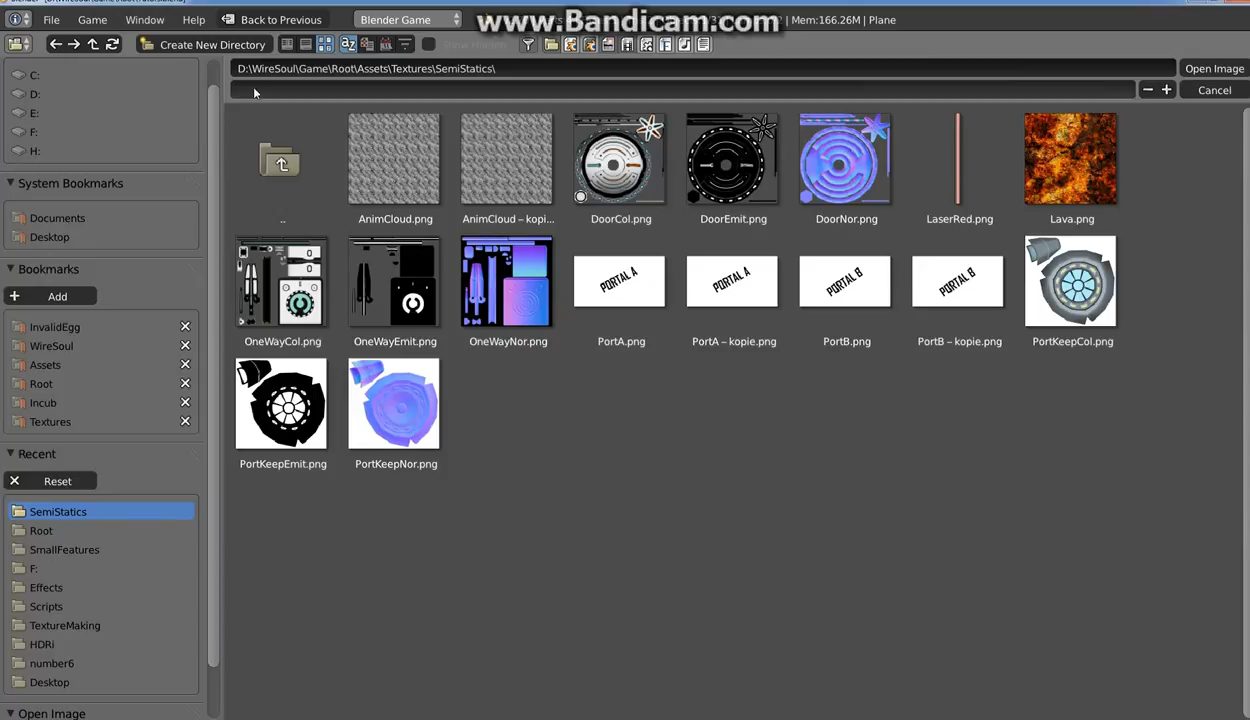 Blender [D:\WireSoul\Game\Root\
File Game Window Help Back to Previous Blender Game www.Bandicam.com Mem:166.26M | Plane
Create New Directory
C:
D:
E:
F:
H:
System Bookmarks
Documents
Desktop
Bookmarks
Add
InvalidEgg
WireSoul
Assets
Root
Incub
Textures
Recent
Reset
SemiStatics
Root
SmallFeatures
F:
Effects
Scripts
TextureMaking
HDRi
number6
Desktop
Open Image
D:\WireSoul\Game\Root\Assets\Textures\SemiStatics\ Open Image
Cancel
.. AnimCloud.png AnimCloud – kopi... DoorCol.png DoorEmit.png DoorNor.png LaserRed.png Lava.png
PORTAL A PORTAL A PORTAL B PORTAL B
OneWayCol.png OneWayEmit.png OneWayNor.png PortA.png PortA – kopie.png PortB.png PortB – kopie.png PortKeepCol.png
PortKeepEmit.png PortKeepNor.png